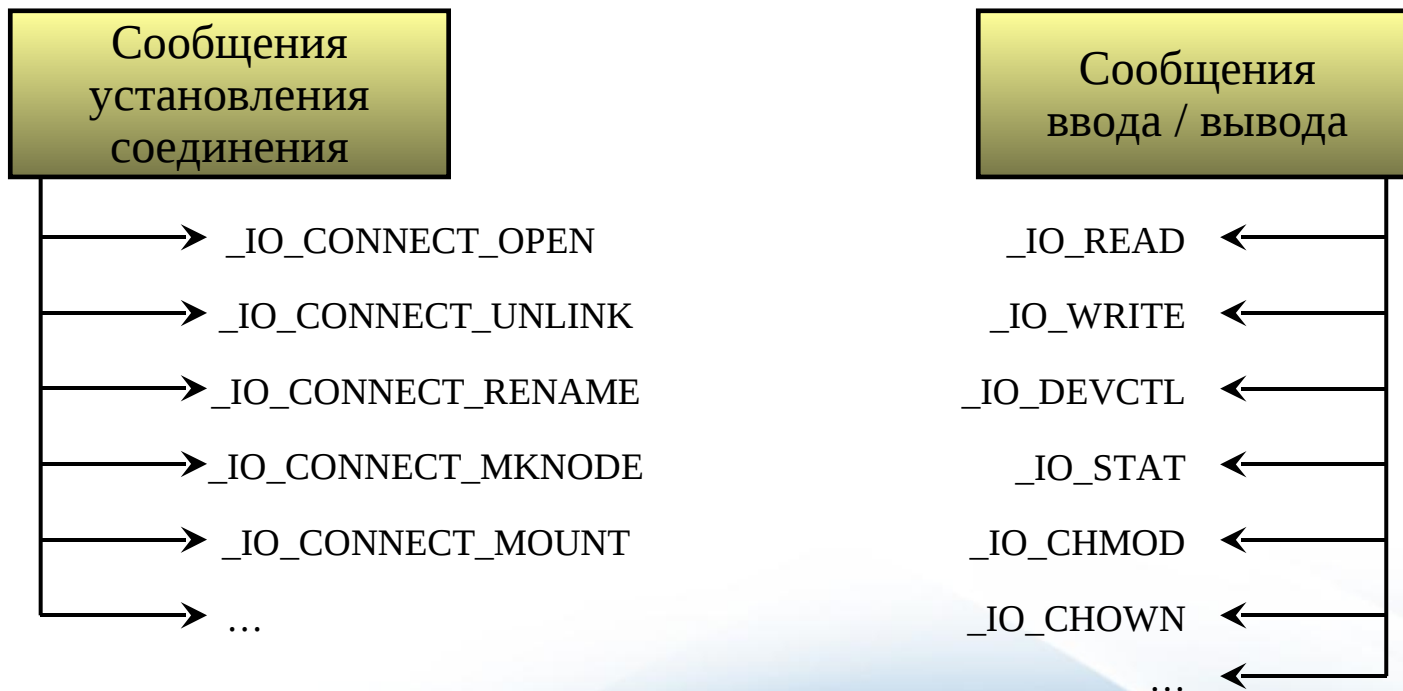 Сообщения
установления
соединения
_IO_CONNECT_OPEN
_IO_CONNECT_UNLINK
_IO_CONNECT_RENAME
_IO_CONNECT_MKNODE
_IO_CONNECT_MOUNT
…
Сообщения
ввода / вывода
_IO_READ
_IO_WRITE
_IO_DEVCTL
_IO_STAT
_IO_CHMOD
_IO_CHOWN
…